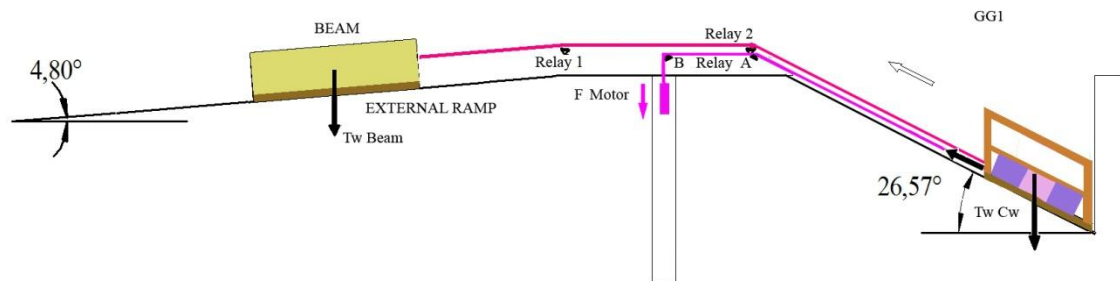 BEAM
GG1
4,80°
Relay 1
Relay 2
B Relay A
F Motor
EXTERNAL RAMP
Tw Beam
26,57°
Tw Cw